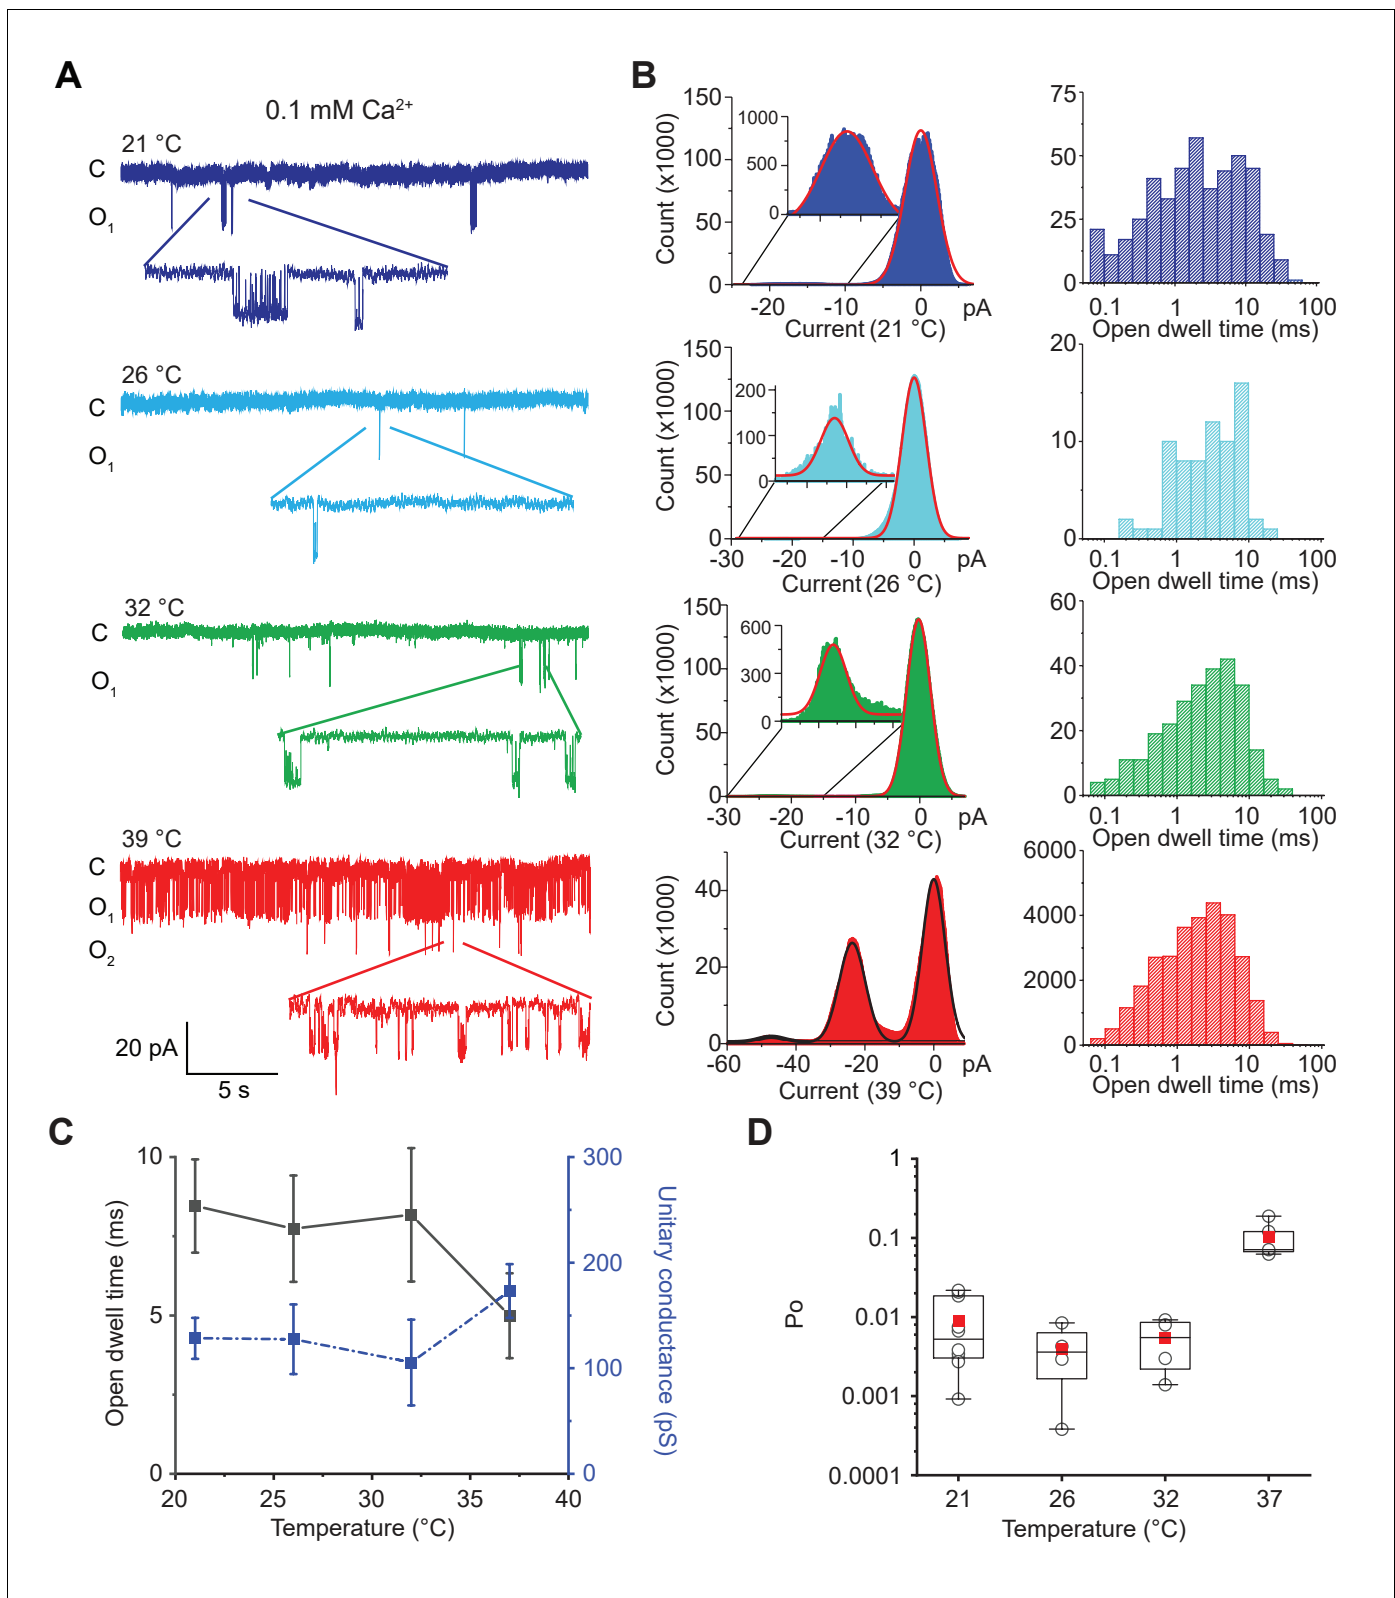 A
0.1 mM Ca2+
21 °C
C
O1
26 °C
C
O1
32 °C
C
O1
39 °C
C
O1
O2
20 pA
5 s
B
150
100
50
0
Count (x1000)
1000
500
0
-20
-10
0
pA
Current (21 °C)
75
50
25
0
0.1
1
10
100
Open dwell time (ms)
150
100
50
0
Count (x1000)
200
100
0
-30
-20
-10
0
pA
Current (26 °C)
20
10
0
0.1
1
10
100
Open dwell time (ms)
150
100
50
0
Count (x1000)
600
300
0
-30
-20
-10
0
pA
Current (32 °C)
60
40
20
0
0.1
1
10
100
Open dwell time (ms)
40
20
0
Count (x1000)
-60
-40
-20
0
pA
Current (39 °C)
6000
4000
2000
0
0.1
1
10
100
Open dwell time (ms)
C
10
5
0
Open dwell time (ms)
300
200
100
0
Unitary conductance (pS)
20
25
30
35
40
Temperature (°C)
D
1
0.1
0.01
0.001
0.0001
Po
21
26
32
37
Temperature (°C)